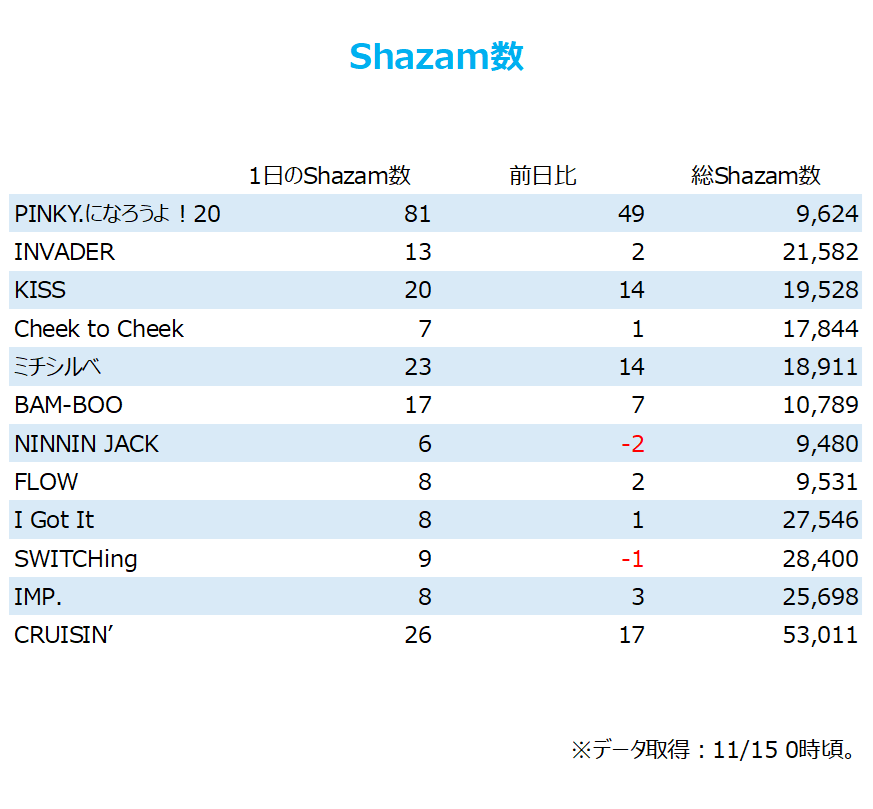 Shazam数
1日のShazam数 前日比 総Shazam数
PINKY.になろうよ！20 81 49 9,624
INVADER 13 2 21,582
KISS 20 14 19,528
Cheek to Cheek 7 1 17,844
ミチシルベ 23 14 18,911
BAM-BOO 17 7 10,789
NINNIN JACK 6 -2 9,480
FLOW 8 2 9,531
I Got It 8 1 27,546
SWITCHing 9 -1 28,400
IMP. 8 3 25,698
CRUISIN’ 26 17 53,011
※データ取得：11/15 0時頃。